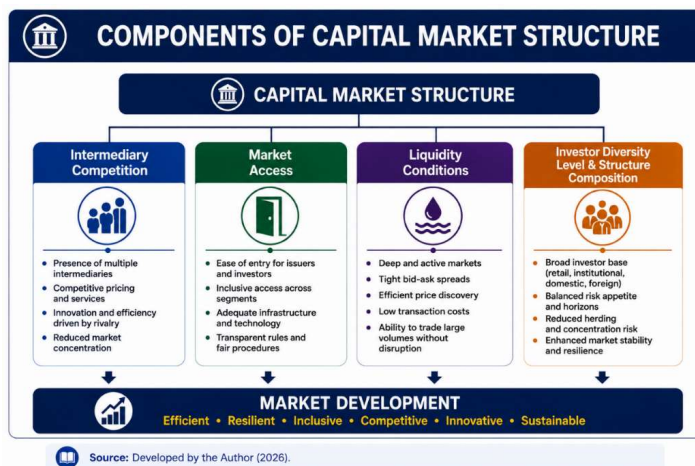 COMPONENTS OF CAPITAL MARKET STRUCTURE
CAPITAL MARKET STRUCTURE
Intermediary
Competition
• Presence of multiple
intermediaries
• Competitive pricing
and services
• Innovation and efficiency
driven by rivalry
• Reduced market
concentration
Market
Access
• Ease of entry for issuers
and investors
• Inclusive access across
segments
• Adequate infrastructure
and technology
• Transparent rules and
fair procedures
Liquidity
Conditions
• Deep and active markets
• Tight bid-ask spreads
• Efficient price discovery
• Low transaction costs
• Ability to trade large
volumes without
disruption
Investor Diversity
Level & Structure
Composition
• Broad investor base
(retail, institutional,
domestic, foreign)
• Balanced risk appetite
and horizons
• Reduced herding
and concentration risk
• Enhanced market stability
and resilience
MARKET DEVELOPMENT
Efficient • Resilient • Inclusive • Competitive • Innovative • Sustainable
Source: Developed by the Author (2026).